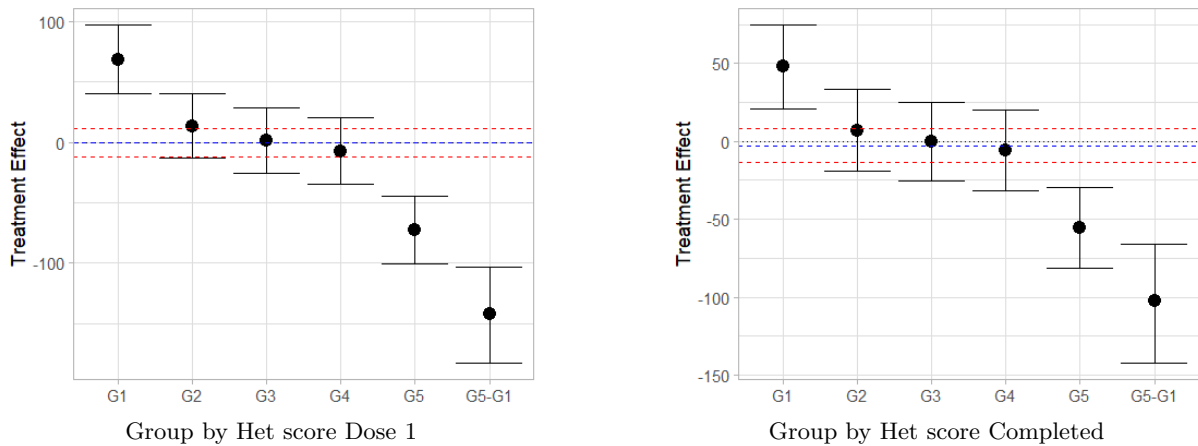 100
0
-100
Treatment Effect
G1 G2 G3 G4 G5 G5-G1
Group by Het score Dose 1
50
0
-50
-100
-150
Treatment Effect
G1 G2 G3 G4 G5 G5-G1
Group by Het score Completed